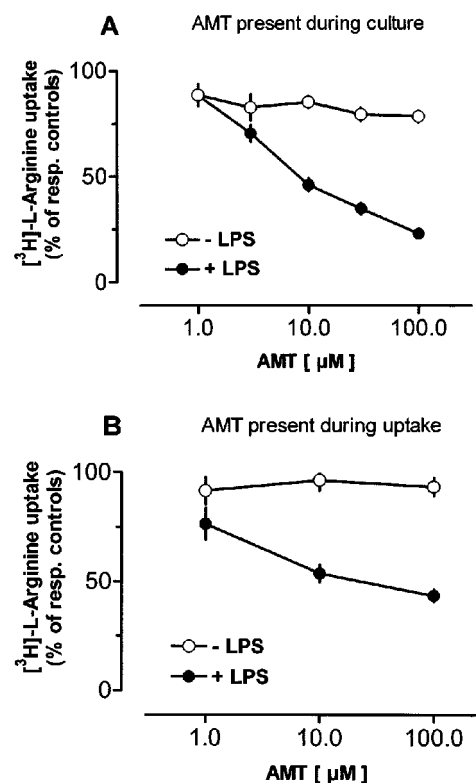 A
AMT present during culture
[³H]-L-Arginine uptake
(% of resp. controls)
100
50
0
- LPS
+ LPS
1.0 10.0 100.0
AMT [ µM ]
B
AMT present during uptake
[³H]-L-Arginine uptake
(% of resp. controls)
100
50
0
- LPS
+ LPS
1.0 10.0 100.0
AMT [ µM ]